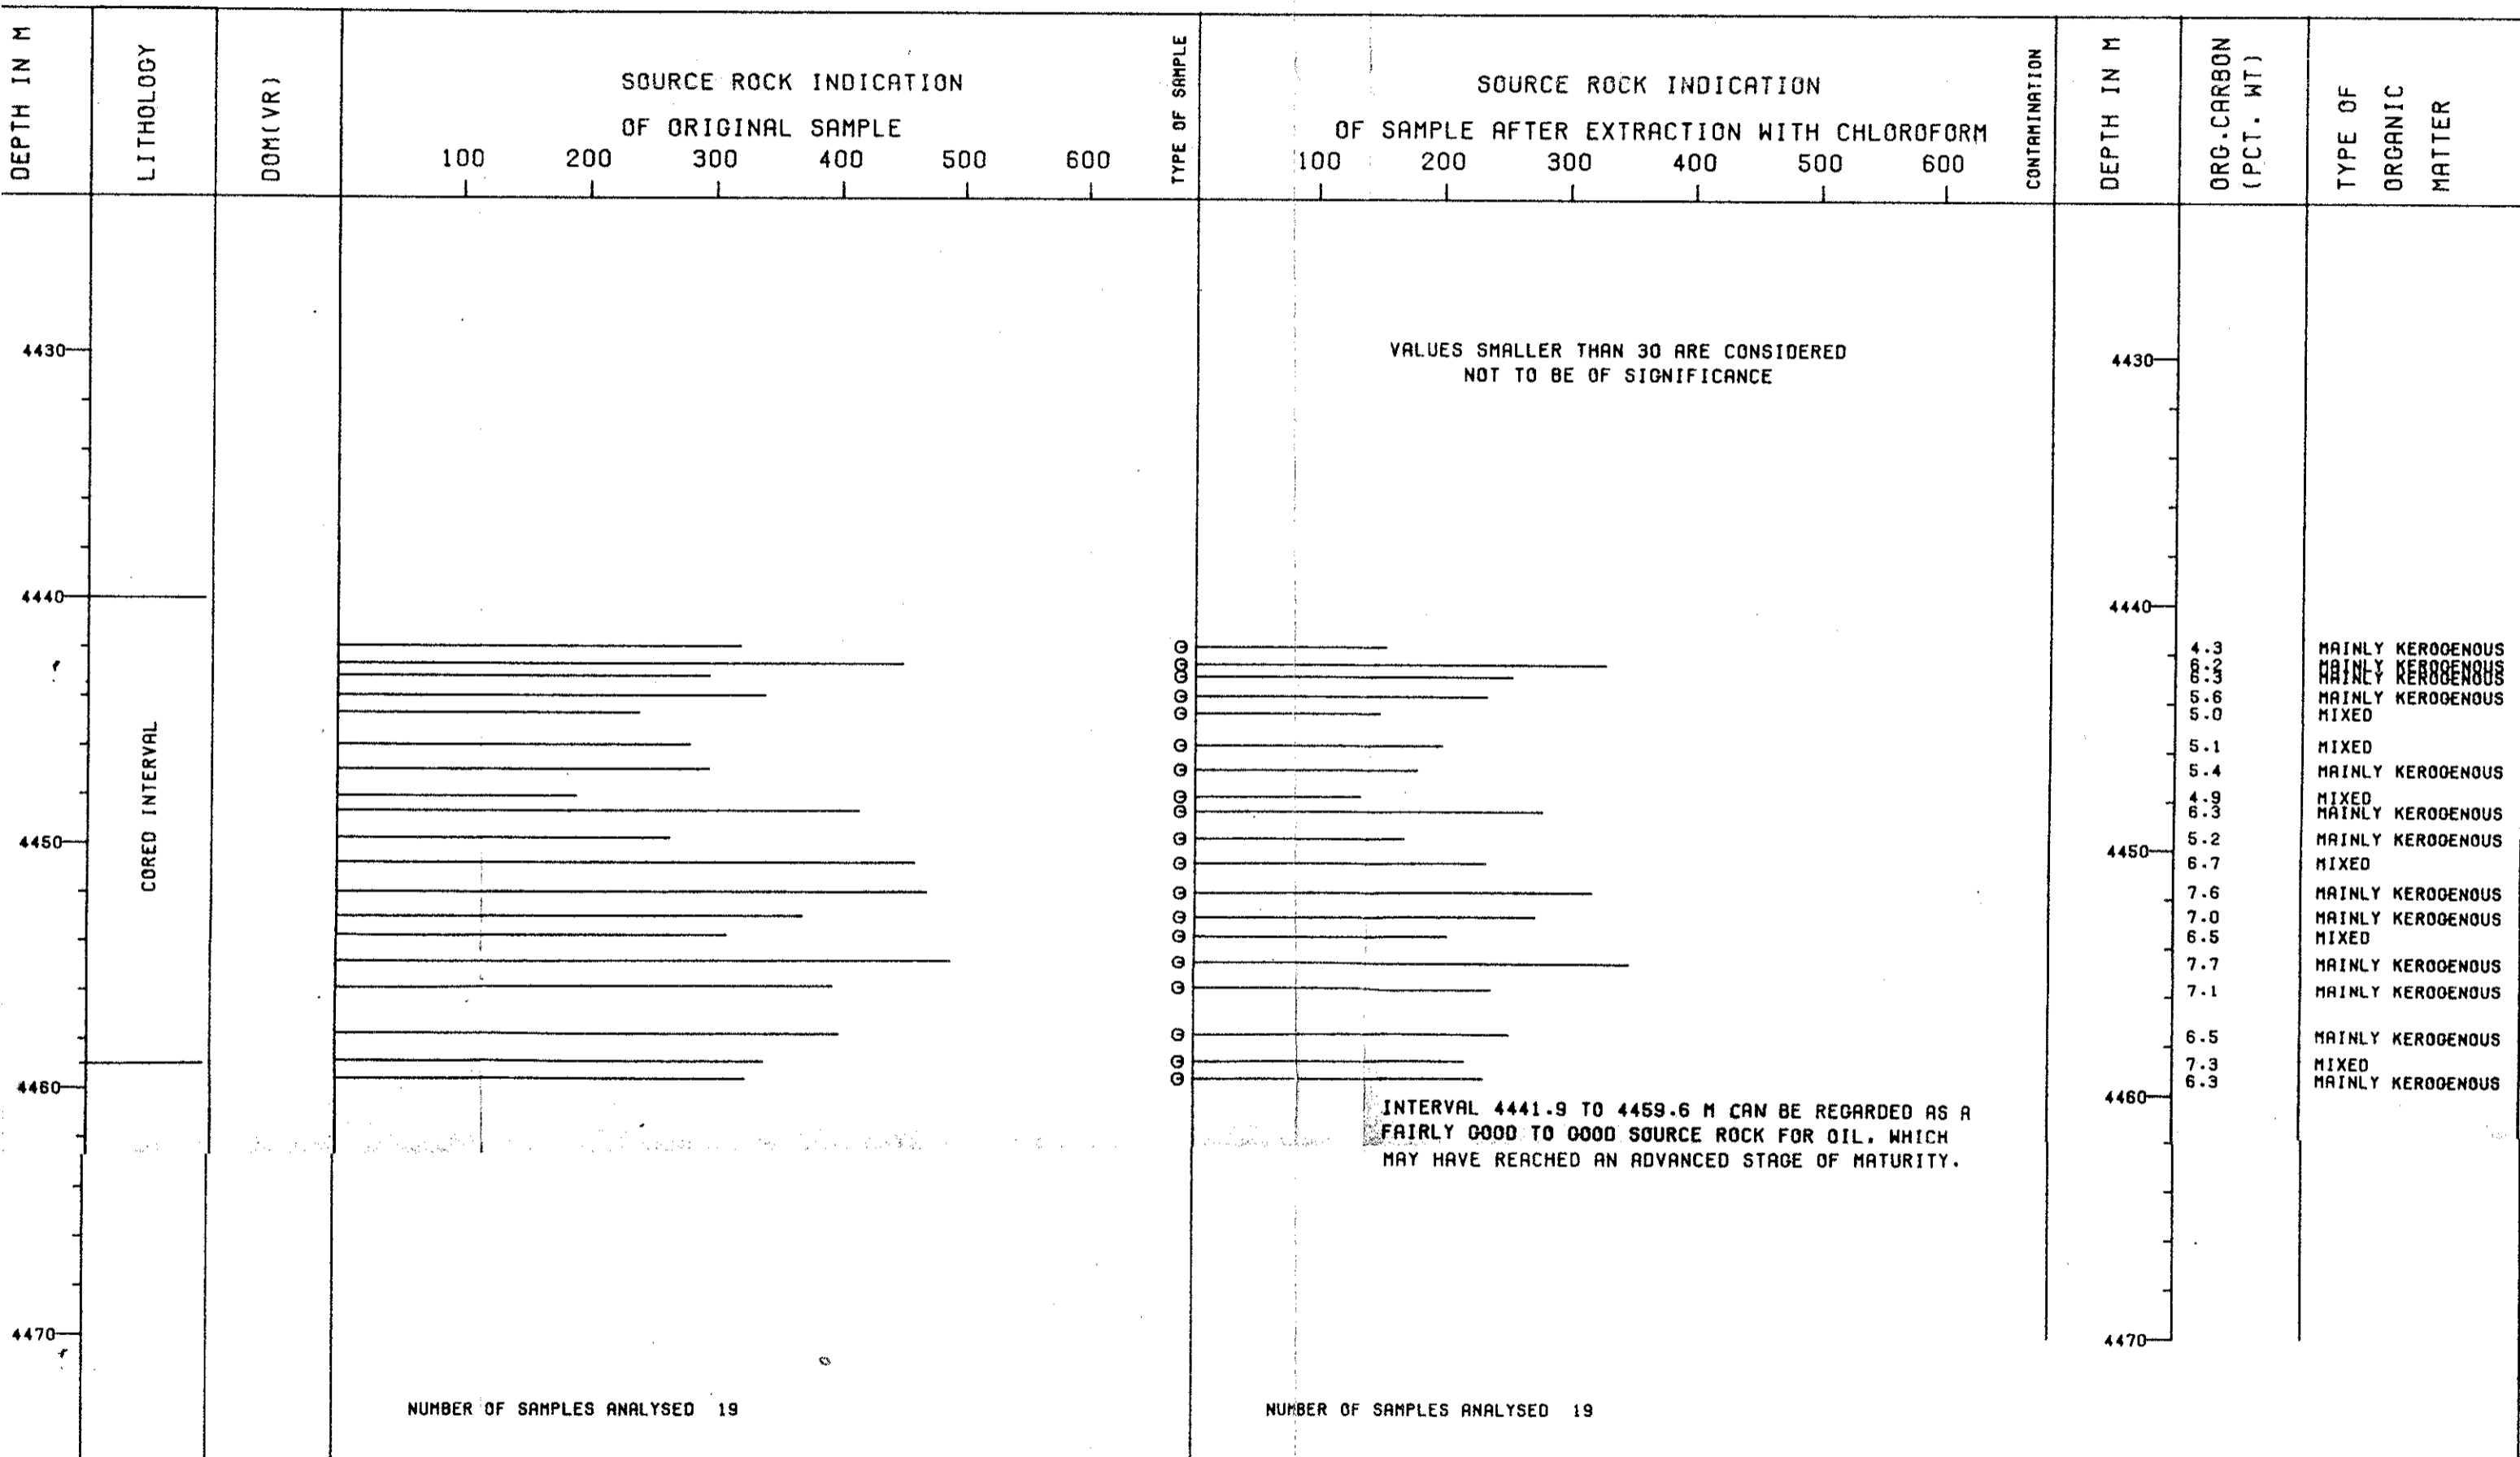 DEPTH IN M
LITHOLOGY
DOM(VR)
SOURCE ROCK INDICATION
OF ORIGINAL SAMPLE
100 200 300 400 500 600
TYPE OF SAMPLE
SOURCE ROCK INDICATION
OF SAMPLE AFTER EXTRACTION WITH CHLOROFORM
100 200 300 400 500 600
CONTAMINATION
DEPTH IN M
ORG.CARBON
(PCT. WT)
TYPE OF
ORGANIC
MATTER
4430
VALUES SMALLER THAN 30 ARE CONSIDERED
NOT TO BE OF SIGNIFICANCE
4430
4440
4440
CORED INTERVAL
C 4.3 MAINLY KEROGENOUS
C 6.2 MAINLY KEROGENOUS
C 6.3 MAINLY KEROGENOUS
C 5.6 MAINLY KEROGENOUS
C 5.0 MIXED
C 5.1 MIXED
C 5.4 MAINLY KEROGENOUS
C 4.9 MIXED
C 6.3 MAINLY KEROGENOUS
4450
C 5.2 MAINLY KEROGENOUS
4450
C 6.7 MIXED
C 7.6 MAINLY KEROGENOUS
C 7.0 MAINLY KEROGENOUS
C 6.5 MIXED
C 7.7 MAINLY KEROGENOUS
C 7.1 MAINLY KEROGENOUS
C 6.5 MAINLY KEROGENOUS
C 7.3 MIXED
C 6.3 MAINLY KEROGENOUS
4460
4460
INTERVAL 4441.9 TO 4459.6 M CAN BE REGARDED AS A
FAIRLY GOOD TO GOOD SOURCE ROCK FOR OIL. WHICH
MAY HAVE REACHED AN ADVANCED STAGE OF MATURITY.
4470
4470
NUMBER OF SAMPLES ANALYSED 19
NUMBER OF SAMPLES ANALYSED 19